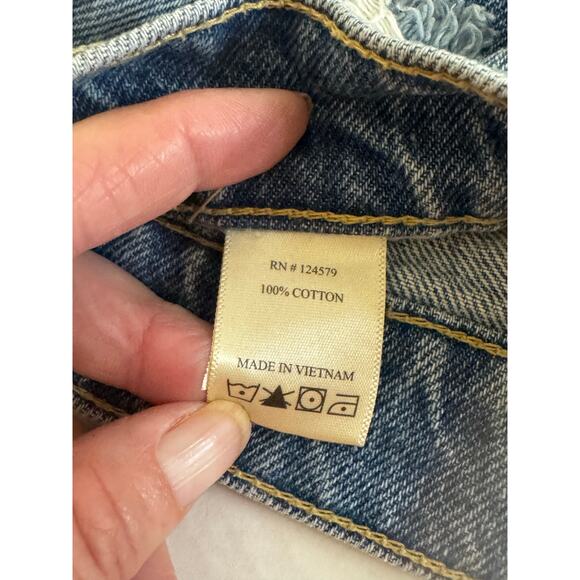 RN # 124579
100% COTTON
MADE IN VIETNAM